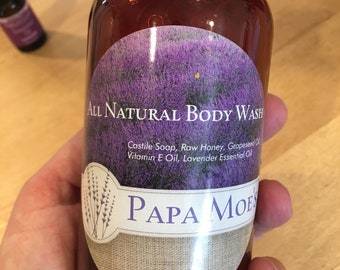 All Natural Body Wash
Castile Soap, Raw Honey, Grapeseed Oil,
Vitamin E Oil, Lavender Essential Oil
Papa Moe's